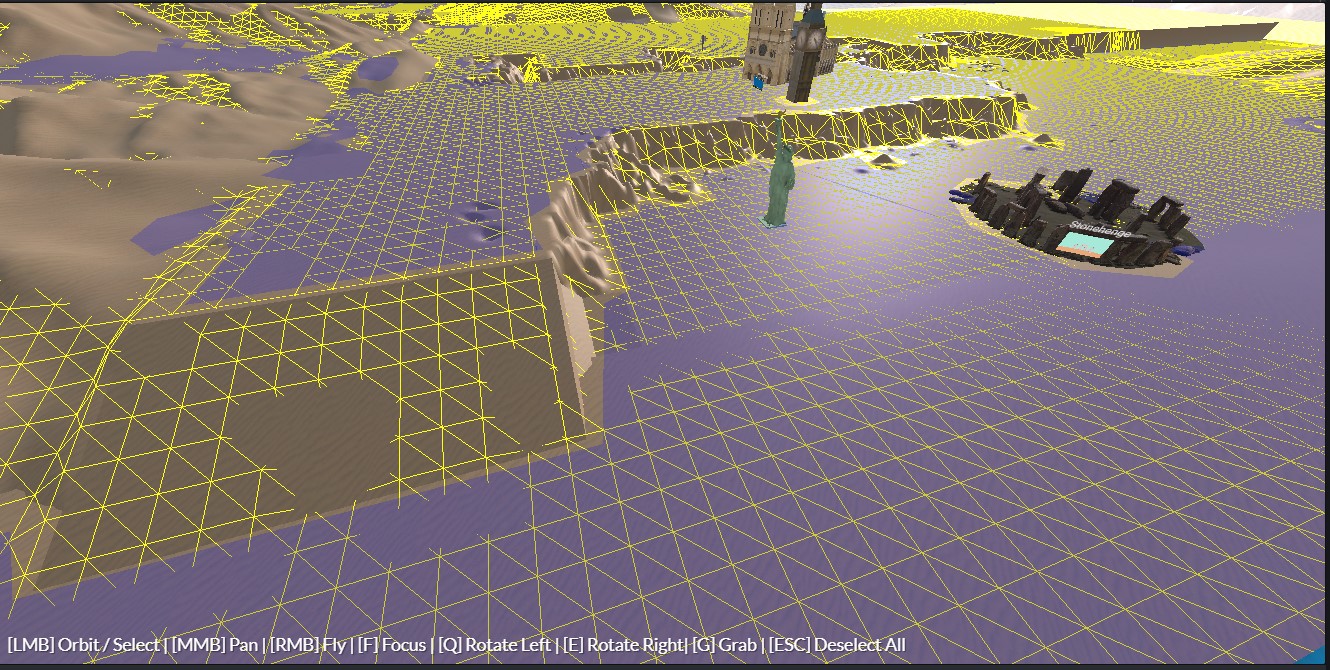 Stonehenge
[LMB] Orbit / Select | [MMB] Pan | [RMB] Fly | [F] Focus | [Q] Rotate Left | [E] Rotate Right| [G] Grab | [ESC] Deselect All